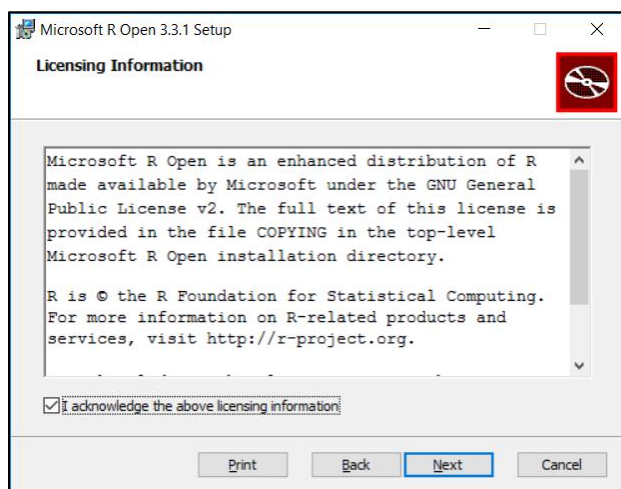 Microsoft R Open 3.3.1 Setup
Licensing Information
Microsoft R Open is an enhanced distribution of R
made available by Microsoft under the GNU General
Public License v2. The full text of this license is
provided in the file COPYING in the top-level
Microsoft R Open installation directory.
R is © the R Foundation for Statistical Computing.
For more information on R-related products and
services, visit http://r-project.org.
I acknowledge the above licensing information
Print Back Next Cancel